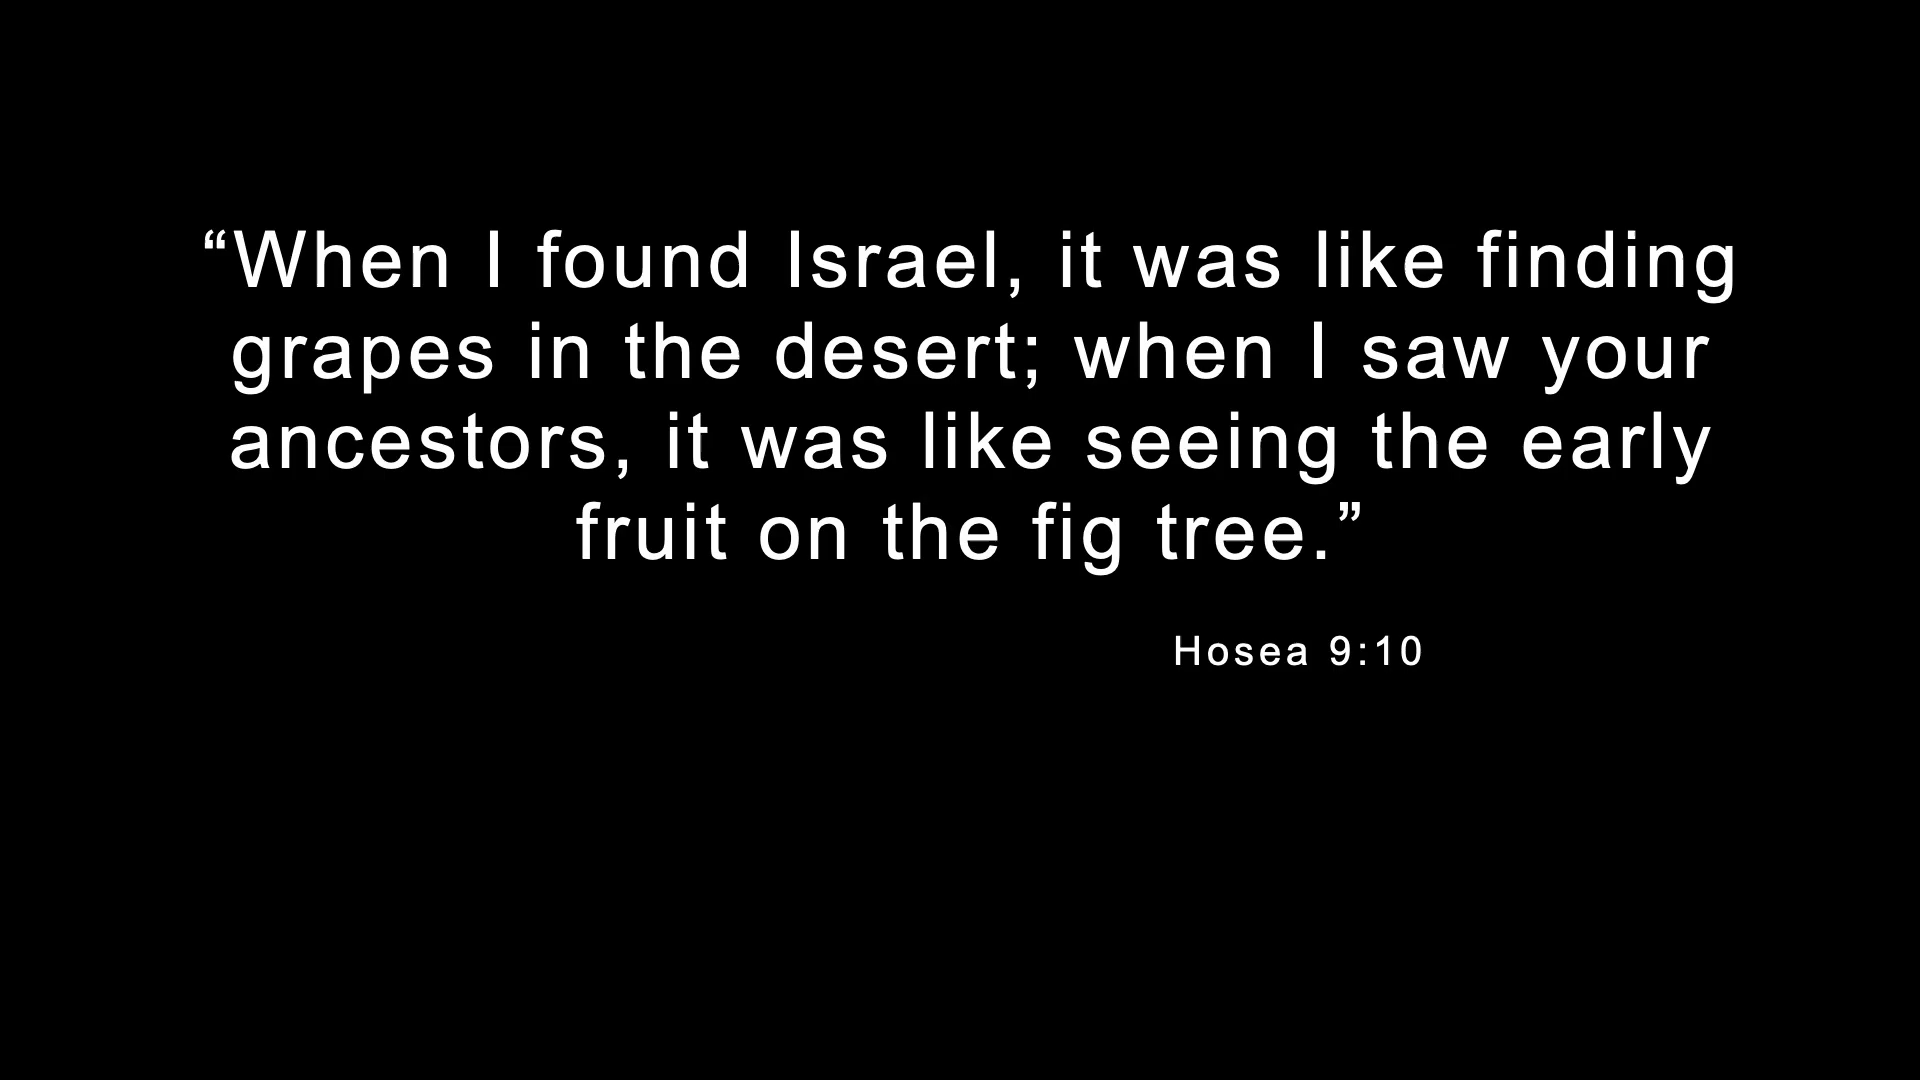 “When I found Israel, it was like finding
grapes in the desert; when I saw your
ancestors, it was like seeing the early
fruit on the fig tree.”
Hosea 9:10